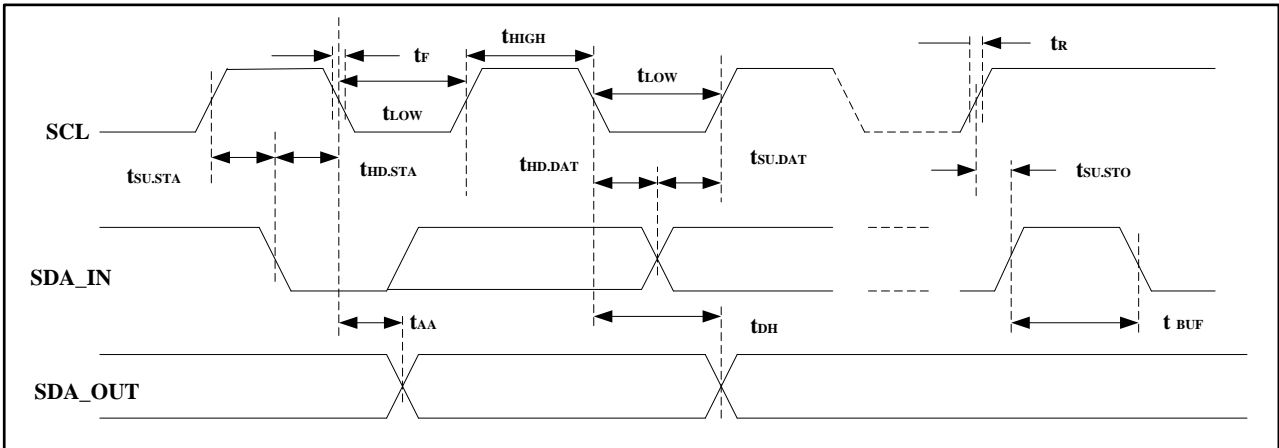 tF
tHIGH
tR
tLOW
tLOW
SCL
tSU.STA
tHD.STA
tHD.DAT
tSU.DAT
tSU.STO
SDA_IN
tAA
tDH
t BUF
SDA_OUT